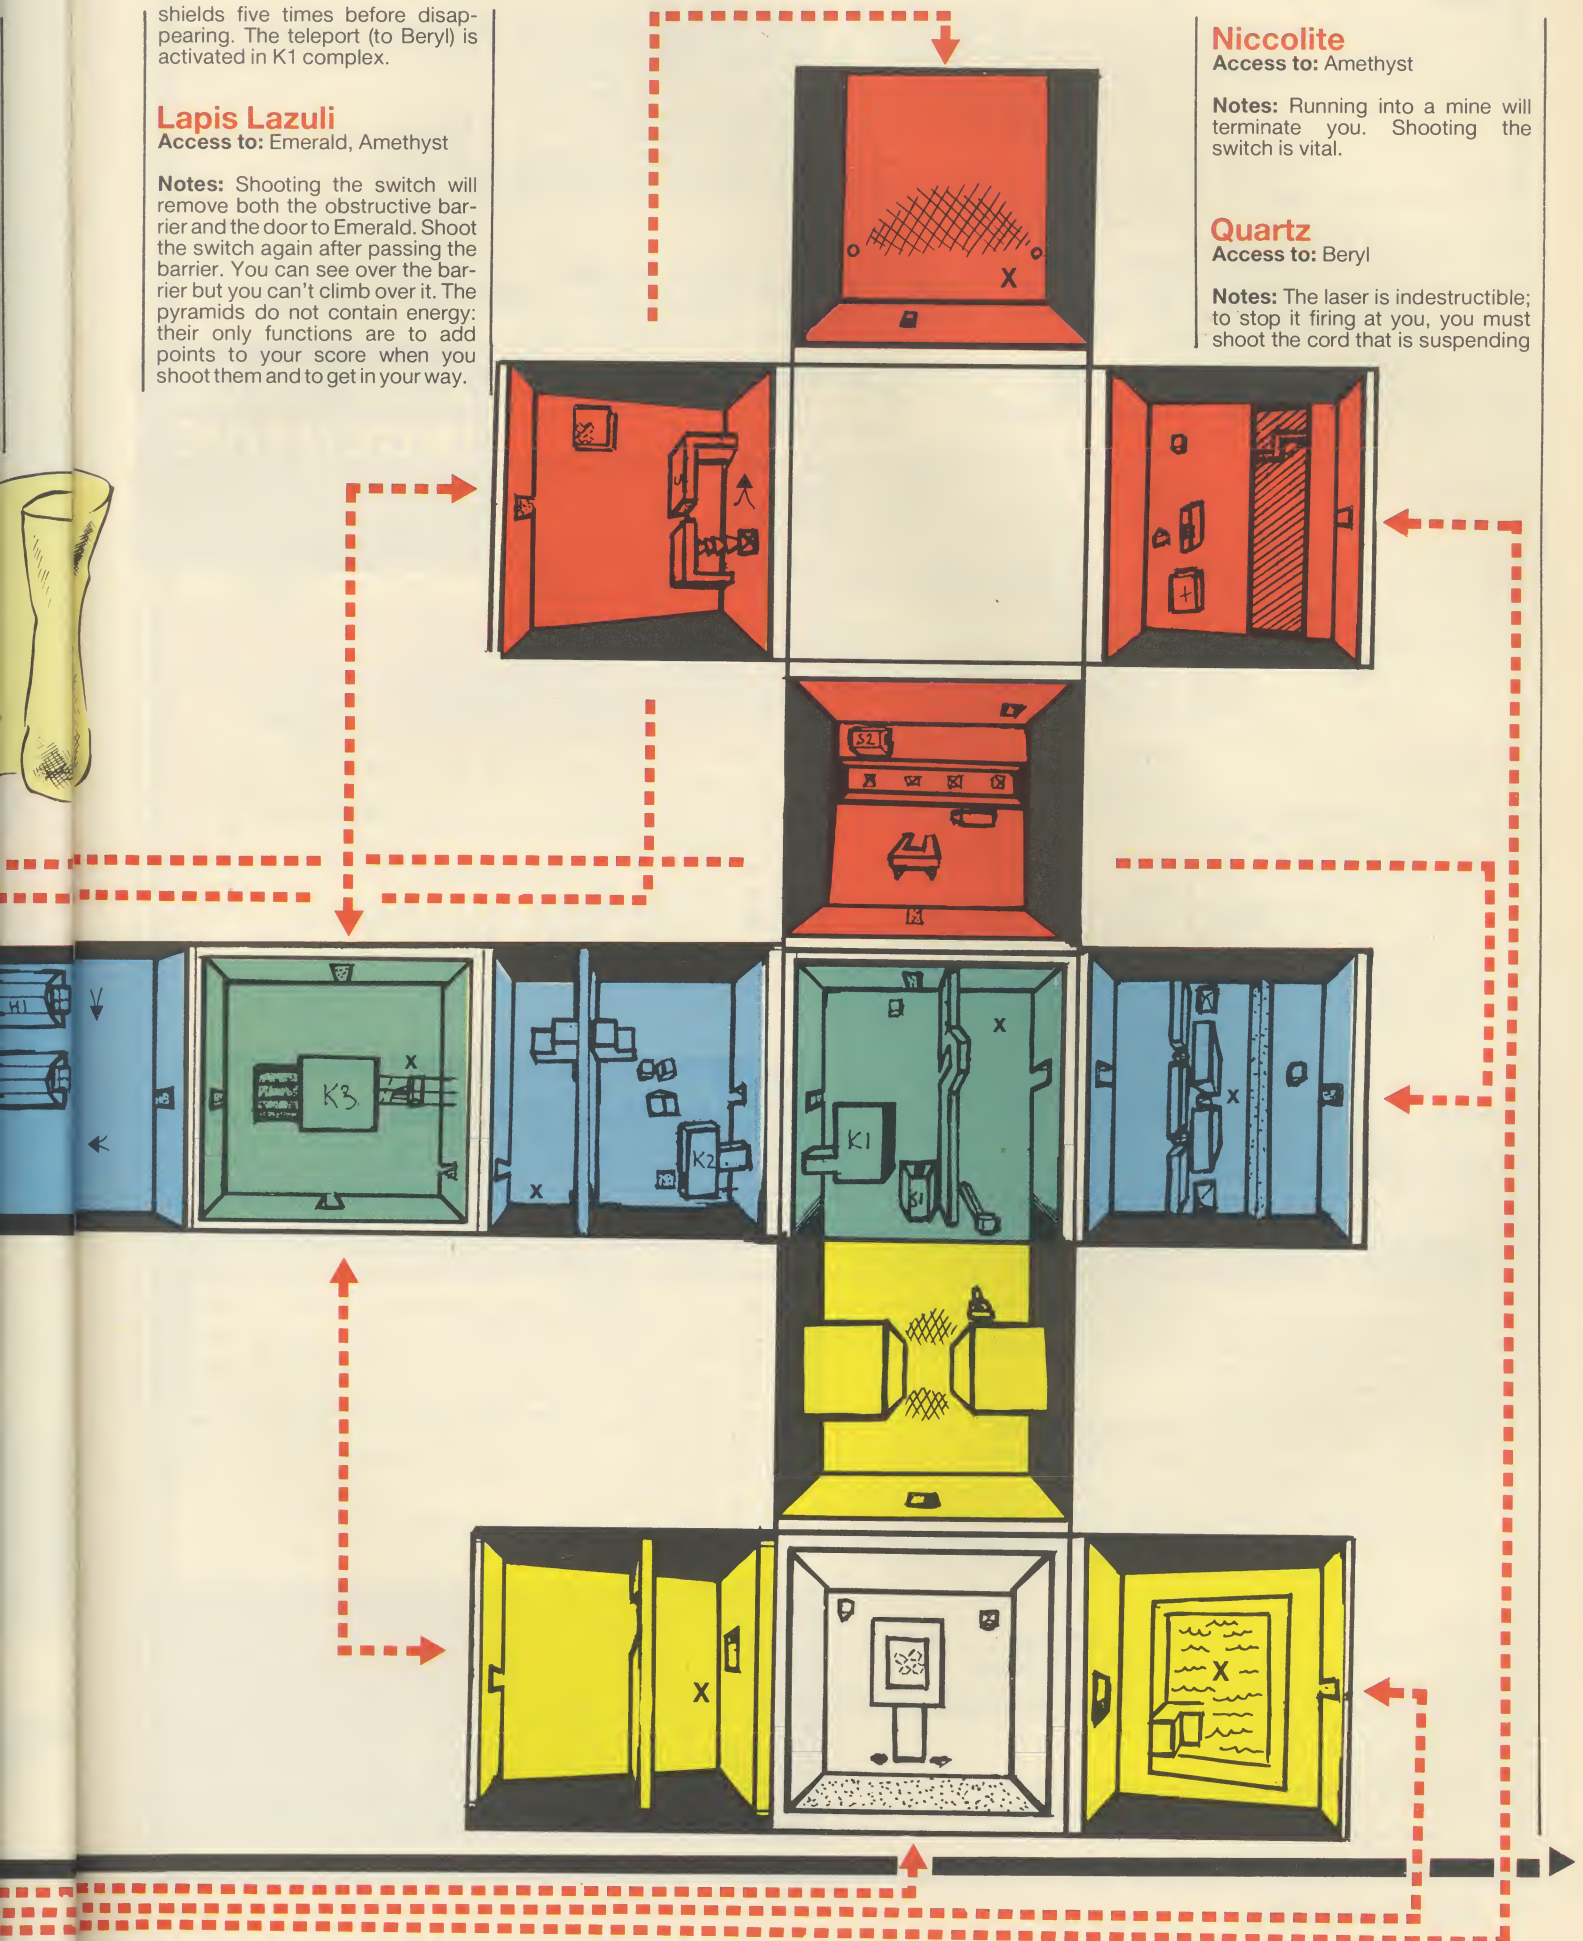 shields five times before disap-
pearing. The teleport (to Beryl) is
activated in K1 complex.
Lapis Lazuli
Access to: Emerald, Amethyst
Notes: Shooting the switch will
remove both the obstructive bar-
rier and the door to Emerald. Shoot
the switch again after passing the
barrier. You can see over the bar-
rier but you can't climb over it. The
pyramids do not contain energy:
their only functions are to add
points to your score when you
shoot them and to get in your way.
Niccolite
Access to: Amethyst
Notes: Running into a mine will
terminate you. Shooting the
switch is vital.
Quartz
Access to: Beryl
Notes: The laser is indestructible;
to stop it firing at you, you must
shoot the cord that is suspending
X
S2
H1
X
K3
X
K2
X
K1
S1
X
X
X